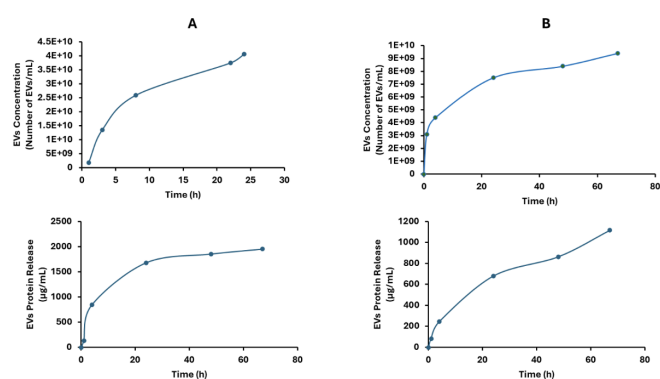 A
EVs Concentration
(Number of EVs/mL)
4.5E+10
4E+10
3.5E+10
3E+10
2.5E+10
2E+10
1.5E+10
1E+10
5E+09
0
0 5 10 15 20 25 30
Time (h)
B
EVs Concentration
(Number of EVs/mL)
1E+10
9E+09
8E+09
7E+09
6E+09
5E+09
4E+09
3E+09
2E+09
1E+09
0
0 20 40 60 80
Time (h)
EVs Protein Release
(µg/mL)
2500
2000
1500
1000
500
0
0 20 40 60 80
Time (h)
EVs Protein Release
(µg/mL)
1200
1000
800
600
400
200
0
0 20 40 60 80
Time (h)